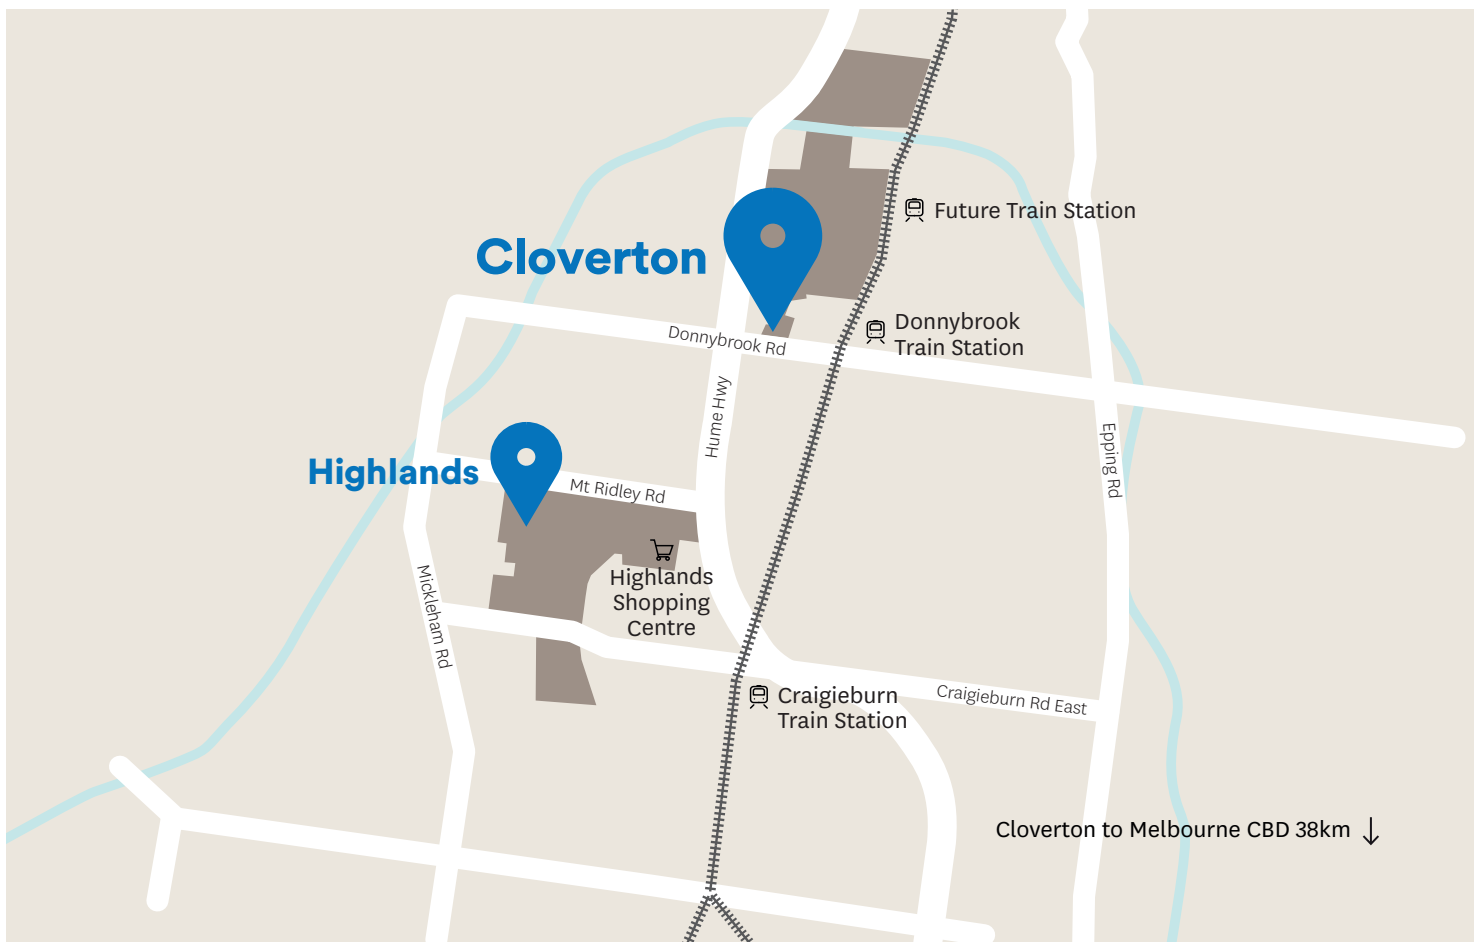 Future Train Station
Cloverton
Donnybrook
Train Station
Donnybrook Rd
Hume Hwy
Epping Rd
Highlands
Mt Ridley Rd
Highlands
Shopping
Centre
Mickleham Rd
Craigieburn
Train Station
Craigieburn Rd East
Cloverton to Melbourne CBD 38km ↓